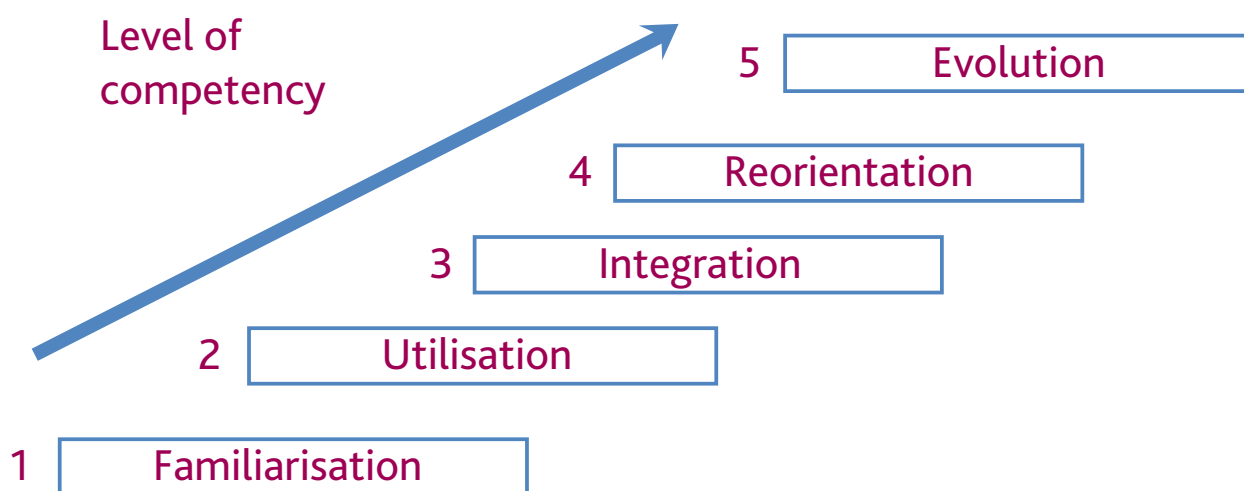 Level of
competency
5 Evolution
4 Reorientation
3 Integration
2 Utilisation
1 Familiarisation